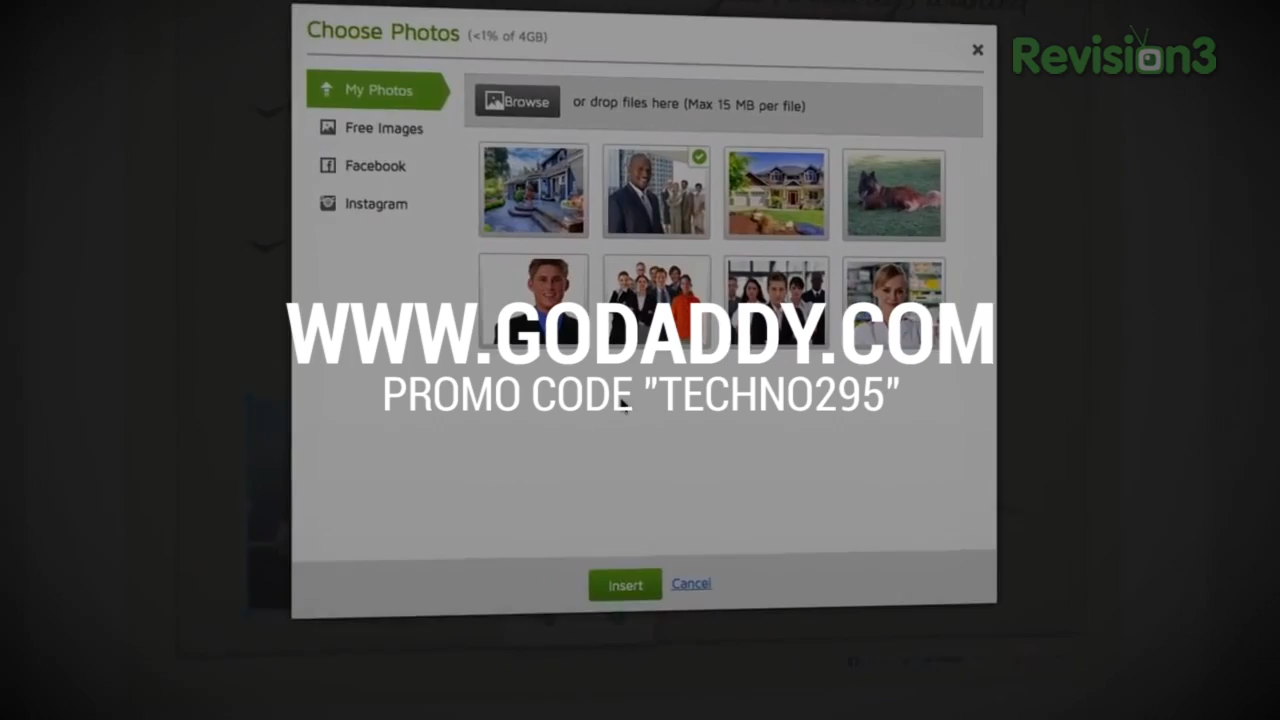 Choose Photos (<1% of 4GB)
Revision3
My Photos
Browse or drop files here (Max 15 MB per file)
Free Images
Facebook
Instagram
WWW.GODADDY.COM
PROMO CODE "TECHNO295"
Insert Cancel